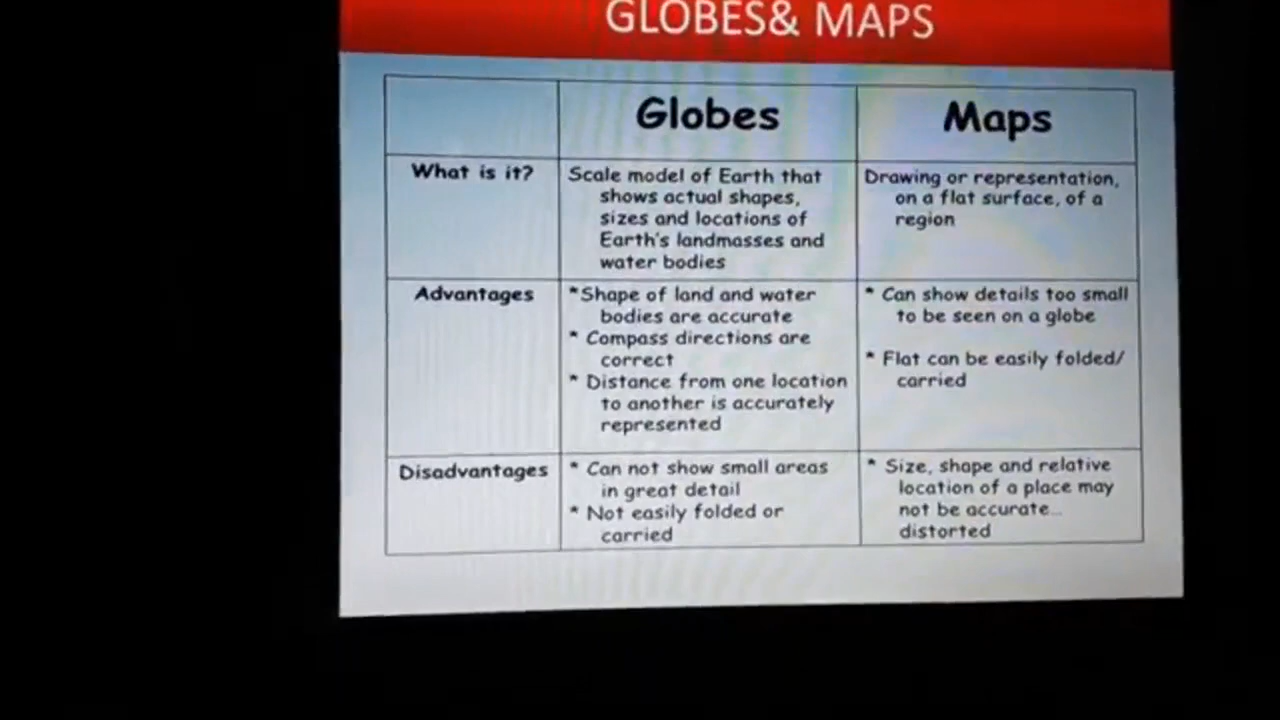 GLOBES& MAPS
Globes
Maps
What is it?
Scale model of Earth that
shows actual shapes,
sizes and locations of
Earth's landmasses and
water bodies
Drawing or representation,
on a flat surface, of a
region
Advantages
*Shape of land and water
bodies are accurate
* Compass directions are
correct
* Distance from one location
to another is accurately
represented
* Can show details too small
to be seen on a globe
* Flat can be easily folded/
carried
Disadvantages
* Can not show small areas
in great detail
* Not easily folded or
carried
* Size, shape and relative
location of a place may
not be accurate...
distorted